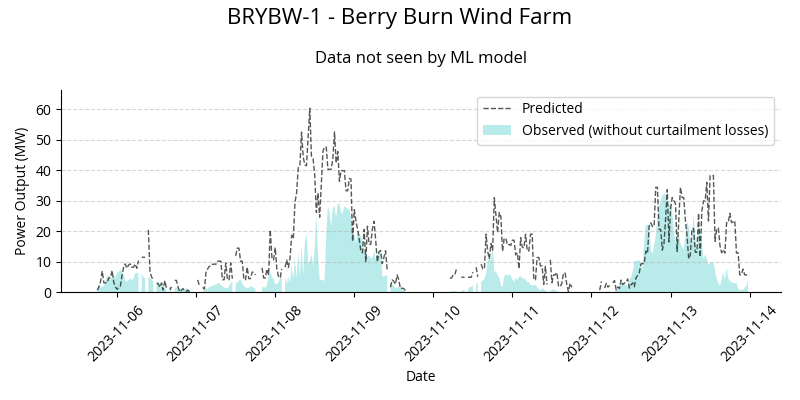 BRYBW-1 - Berry Burn Wind Farm
Data not seen by ML model
Predicted
Observed (without curtailment losses)
Power Output (MW)
60
50
40
30
20
10
0
2023-11-06
2023-11-07
2023-11-08
2023-11-09
2023-11-10
2023-11-11
2023-11-12
2023-11-13
2023-11-14
Date